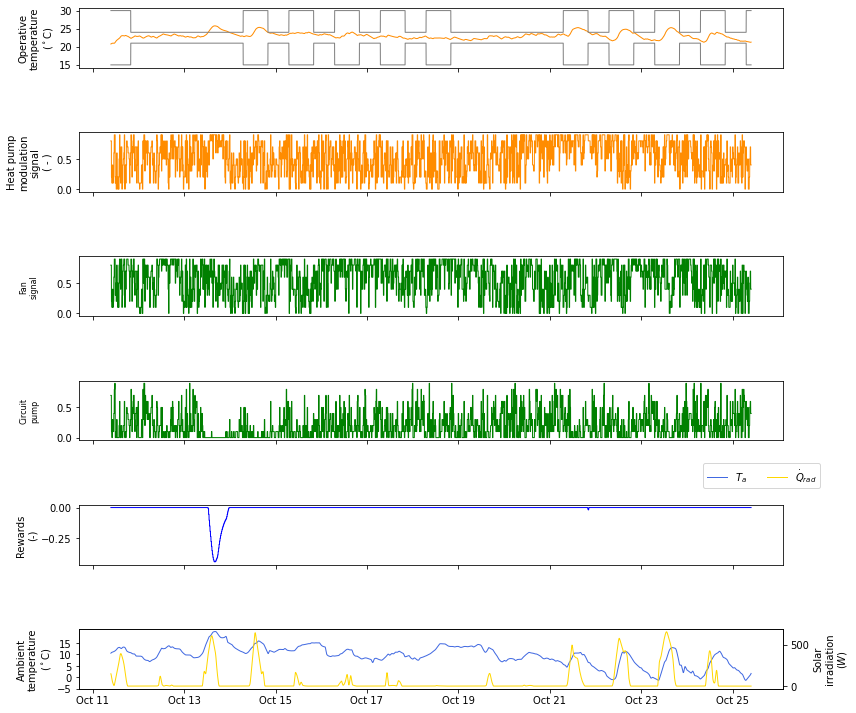 Operative
temperature
(°C)
30
25
20
15
Heat pump
modulation
signal
( - )
0.5
0.0
Fan
signal
0.5
0.0
Circuit
pump
0.5
0.0
T_a
Q̇_rad
Rewards
(-)
0.00
−0.25
Ambient
temperature
(°C)
15
10
5
0
−5
500
0
Solar
irradiation
(W)
Oct 11 Oct 13 Oct 15 Oct 17 Oct 19 Oct 21 Oct 23 Oct 25